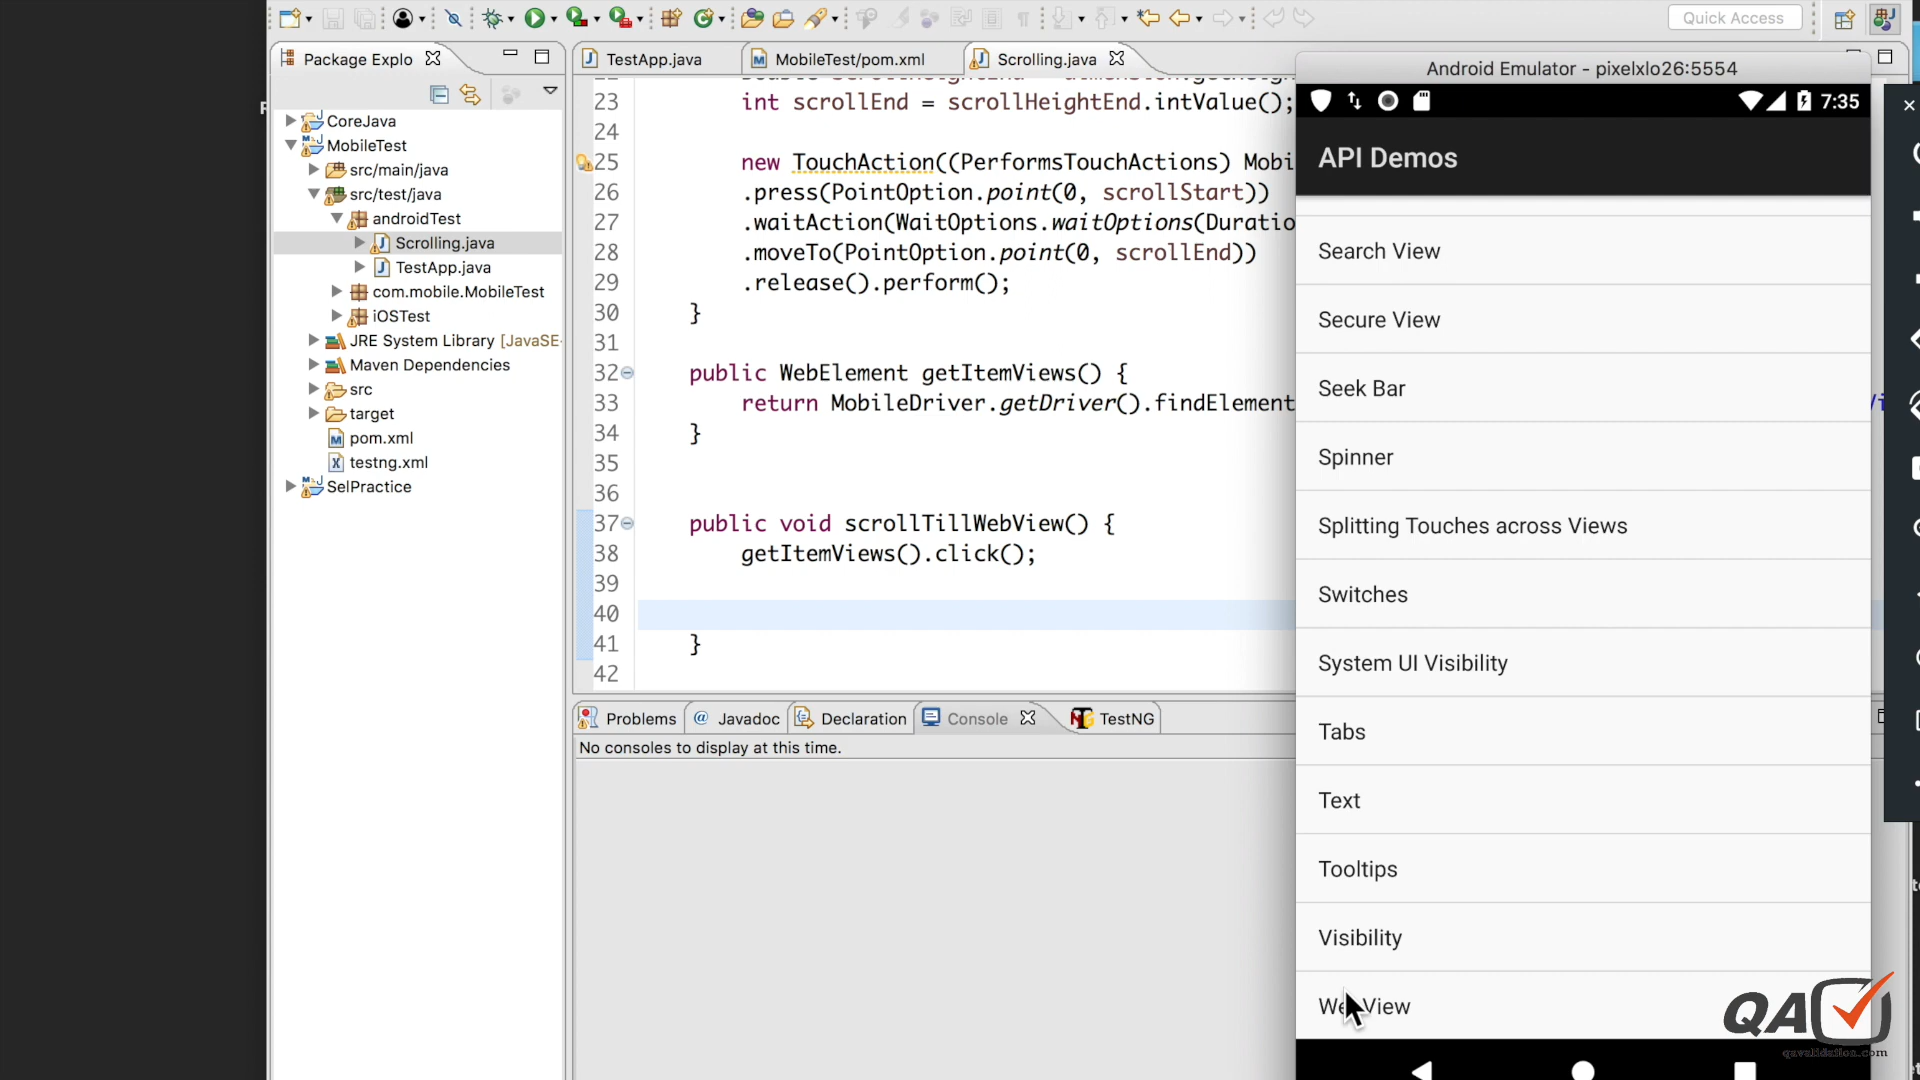 Quick Access
Package Explo
TestApp.java
MobileTest/pom.xml
Scrolling.java
Android Emulator - pixelxlo26:5554
7:35
API Demos
CoreJava
MobileTest
src/main/java
src/test/java
androidTest
Scrolling.java
TestApp.java
com.mobile.MobileTest
iOSTest
JRE System Library [JavaSE-
Maven Dependencies
src
target
pom.xml
testng.xml
SelPractice
23 int scrollEnd = scrollHeightEnd.intValue();
24
25 new TouchAction((PerformsTouchActions) Mobi
26 .press(PointOption.point(0, scrollStart))
27 .waitAction(WaitOptions.waitOptions(Duratio
28 .moveTo(PointOption.point(0, scrollEnd))
29 .release().perform();
30 }
31
32 public WebElement getItemViews() {
33 return MobileDriver.getDriver().findElement
34 }
35
36
37 public void scrollTillWebView() {
38 getItemViews().click();
39
40
41 }
42
Search View
Secure View
Seek Bar
Spinner
Splitting Touches across Views
Switches
System UI Visibility
Tabs
Text
Tooltips
Visibility
WebView
Problems
@ Javadoc
Declaration
Console
TestNG
No consoles to display at this time.
QA
qavalidation.com